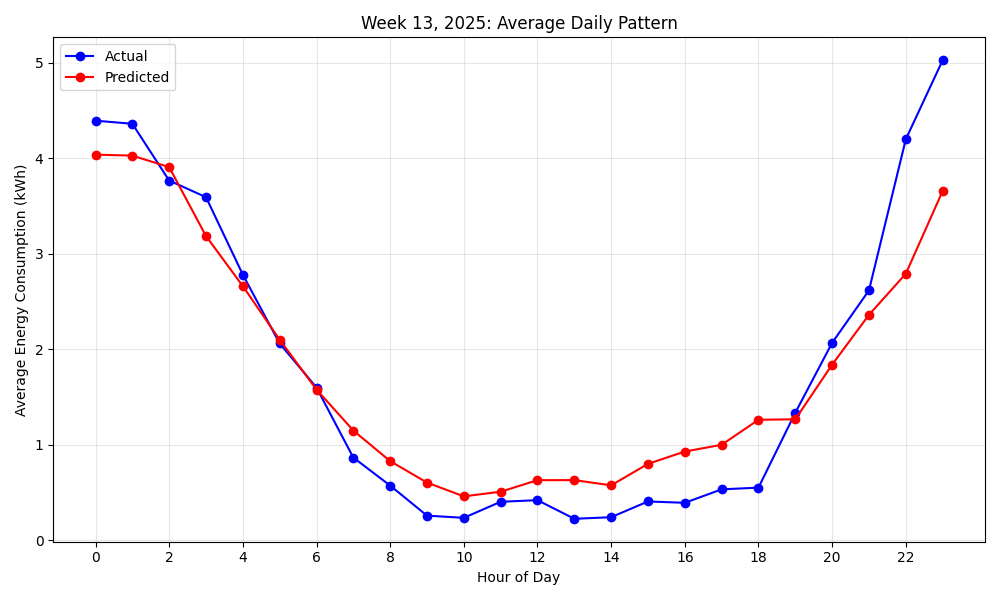 Week 13, 2025: Average Daily Pattern
Actual
Predicted
Average Energy Consumption (kWh)
5
4
3
2
1
0
0 2 4 6 8 10 12 14 16 18 20 22
Hour of Day